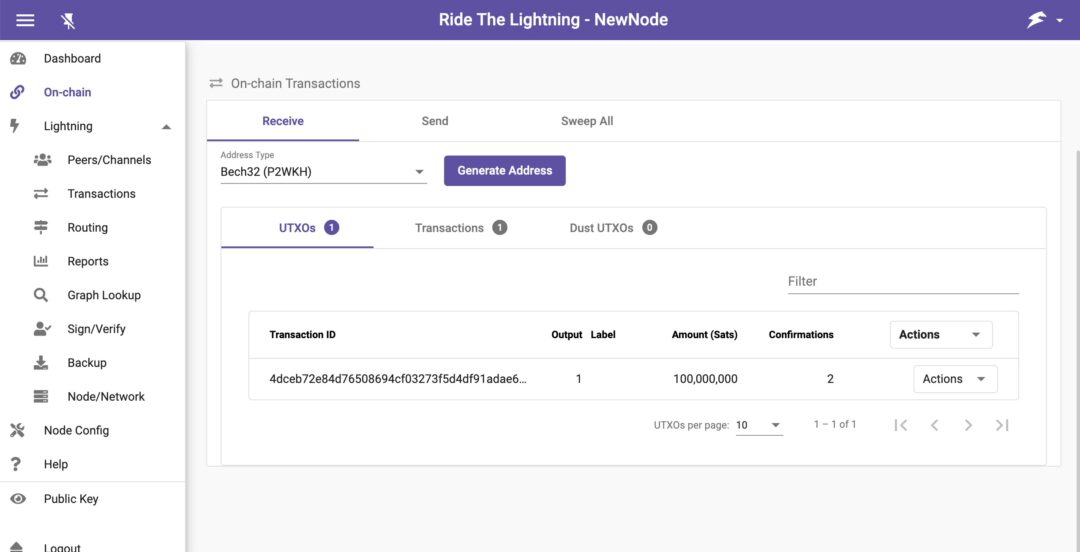 Ride The Lightning - NewNode
Dashboard
On-chain
Lightning
Peers/Channels
Transactions
Routing
Reports
Graph Lookup
Sign/Verify
Backup
Node/Network
Node Config
Help
Public Key
Logout
On-chain Transactions
Receive Send Sweep All
Address Type
Bech32 (P2WKH) Generate Address
UTXOs 1 Transactions 1 Dust UTXOs 0
Filter
Transaction ID Output Label Amount (Sats) Confirmations Actions
4dceb72e84d76508694cf03273f5d4df91adae6... 1 100,000,000 2 Actions
UTXOs per page: 10 1 – 1 of 1